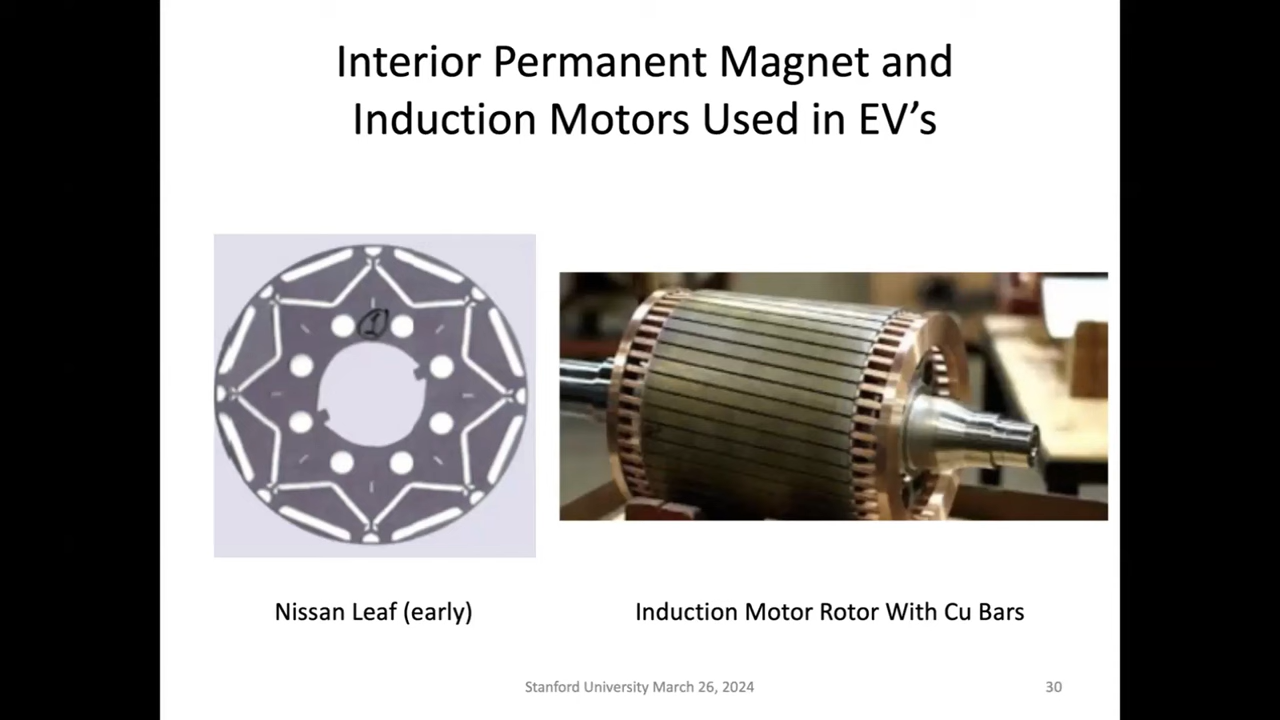 Interior Permanent Magnet and
Induction Motors Used in EV’s
1
Nissan Leaf (early)
Induction Motor Rotor With Cu Bars
Stanford University March 26, 2024
30